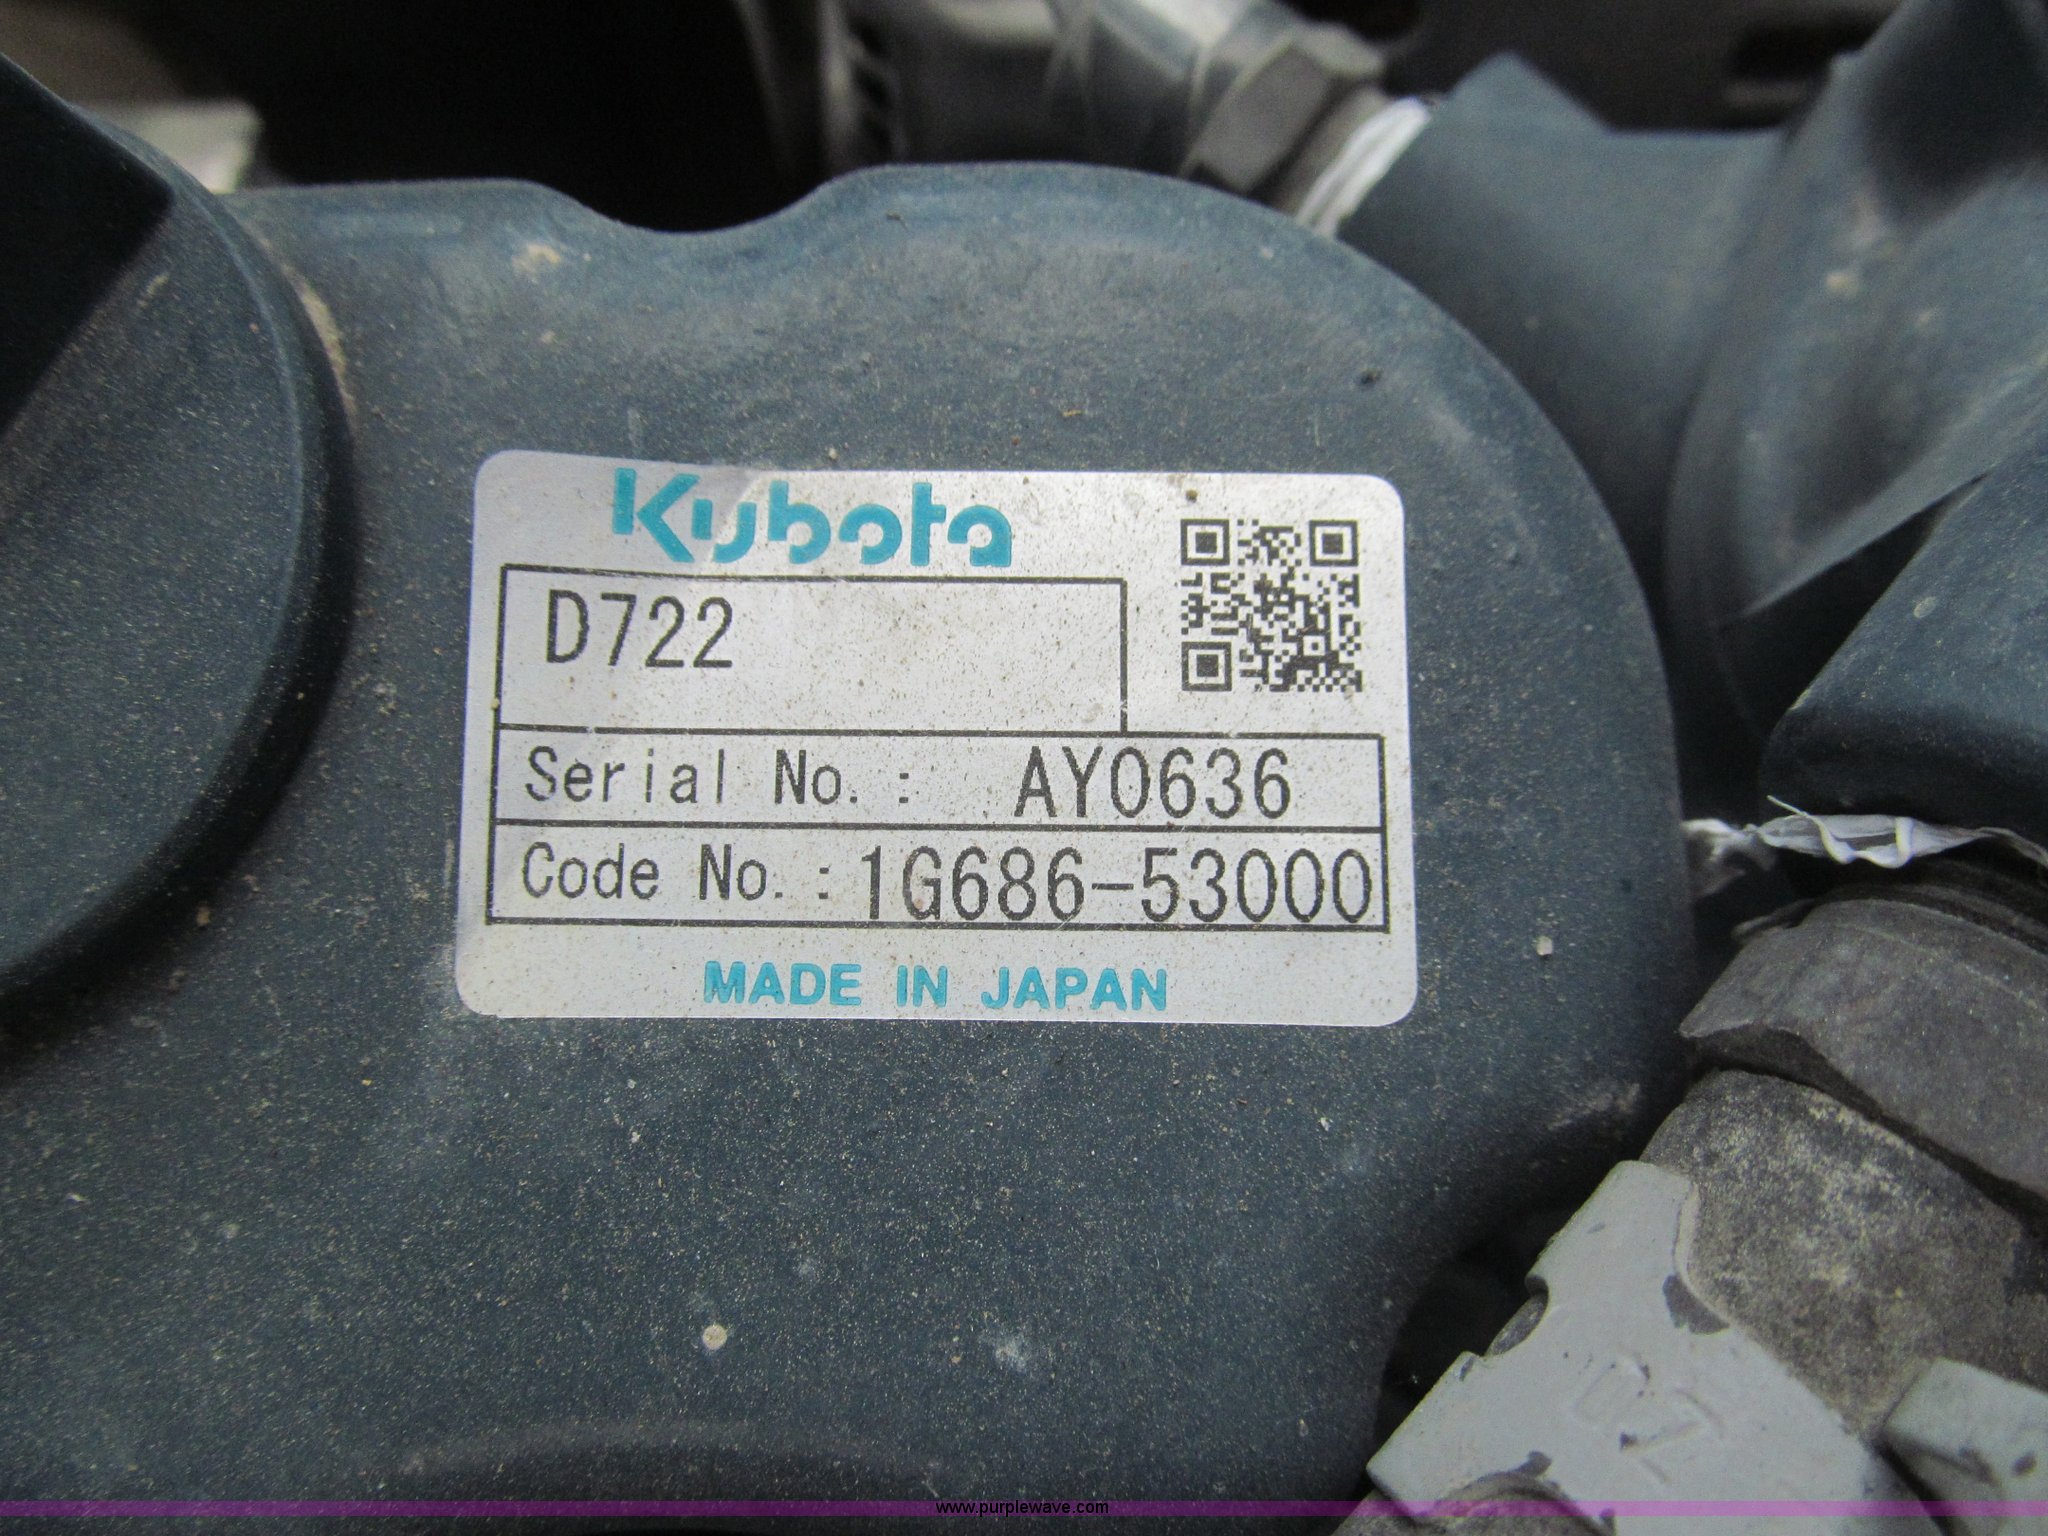 Kubota
D722
Serial No.: AY0636
Code No.: 1G686-53000
MADE IN JAPAN
www.purplewave.com